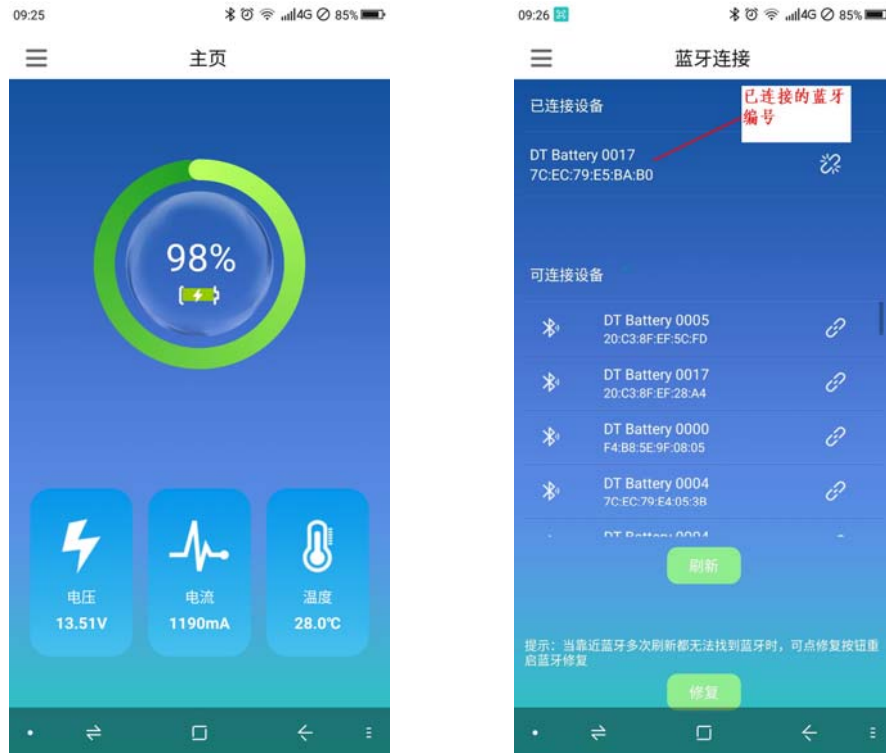 09:25
4G 85%
主页
98%
电压
13.51V
电流
1190mA
温度
28.0℃
09:26
4G 85%
蓝牙连接
已连接设备
已连接的蓝牙
编号
DT Battery 0017
7C:EC:79:E5:BA:B0
可连接设备
DT Battery 0005
20:C3:8F:EF:5C:FD
DT Battery 0017
20:C3:8F:EF:28:A4
DT Battery 0000
F4:B8:5E:9F:08:05
DT Battery 0004
7C:EC:79:E4:05:3B
刷新
提示：当靠近蓝牙多次刷新都无法找到蓝牙时，可点修复按钮重
启蓝牙修复
修复